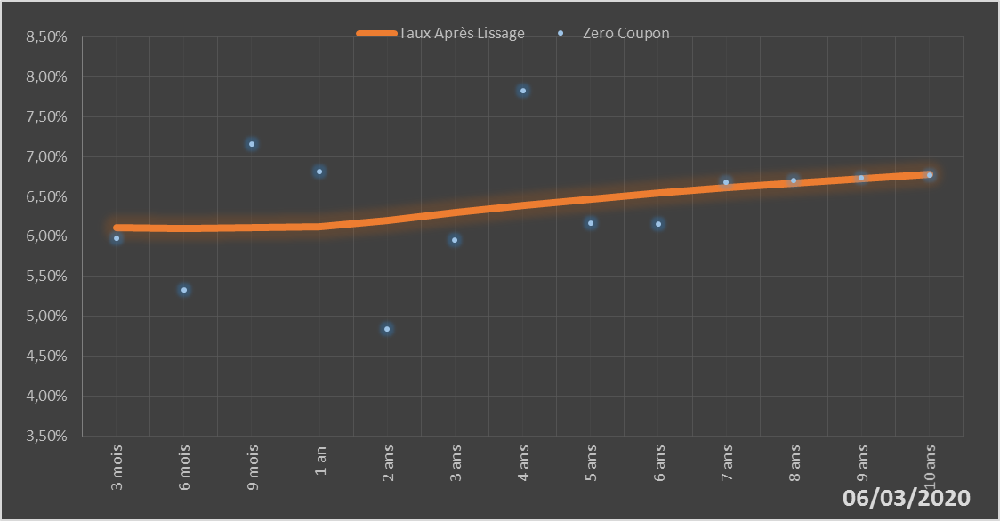 Taux Après Lissage
Zero Coupon
8,50%
8,00%
7,50%
7,00%
6,50%
6,00%
5,50%
5,00%
4,50%
4,00%
3,50%
3 mois
6 mois
9 mois
1 an
2 ans
3 ans
4 ans
5 ans
6 ans
7 ans
8 ans
9 ans
10 ans
06/03/2020